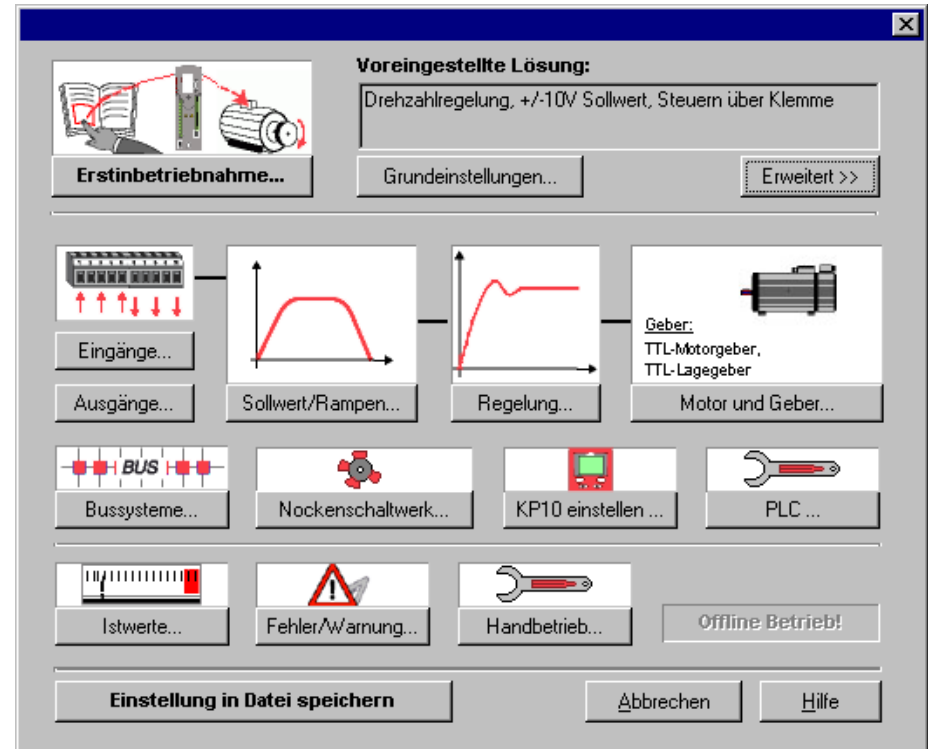 Voreingestellte Lösung:
Drehzahlregelung, +/-10V Sollwert, Steuern über Klemme
Erstinbetriebnahme...
Grundeinstellungen...
Erweitert >>
Geber:
TTL-Motorgeber,
TTL-Lagegeber
Eingänge...
Ausgänge...
Sollwert/Rampen...
Regelung...
Motor und Geber...
BUS
Bussysteme...
Nockenschaltwerk...
KP10 einstellen ...
PLC ...
Istwerte...
Fehler/Warnung...
Handbetrieb...
Offline Betrieb!
Einstellung in Datei speichern
Abbrechen
Hilfe